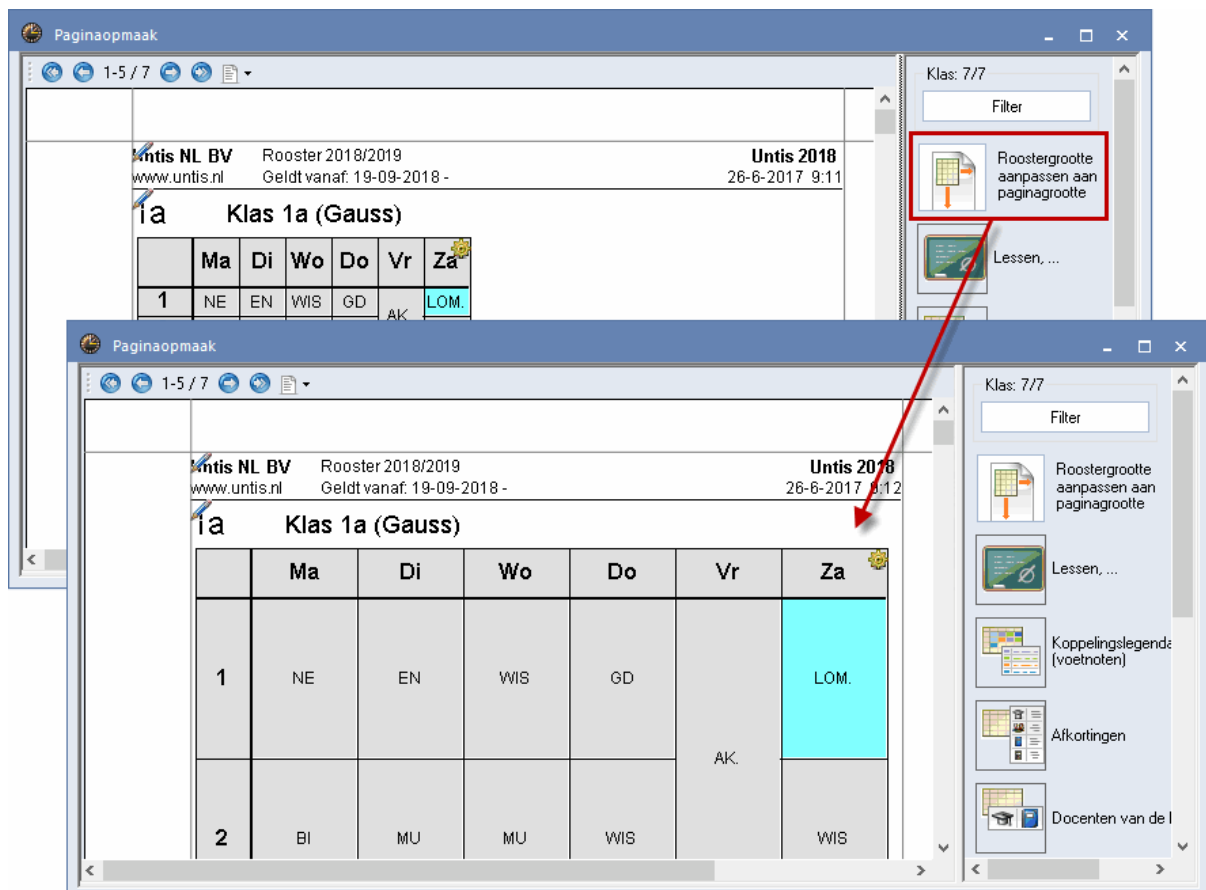 Paginaopmaak
1-5 / 7
Klas: 7/7
Filter
Untis NL BV Rooster 2018/2019 Untis 2018
www.untis.nl Geldt vanaf: 19-09-2018 - 26-6-2017 9:11
Roostergrootte
aanpassen aan
paginagrootte
1a Klas 1a (Gauss)
Ma Di Wo Do Vr Za
Lessen, ...
1 NE EN WIS GD AK. LOM.
Paginaopmaak
1-5 / 7
Klas: 7/7
Filter
Untis NL BV Rooster 2018/2019 Untis 2018
www.untis.nl Geldt vanaf: 19-09-2018 - 26-6-2017 9:12
Roostergrootte
aanpassen aan
paginagrootte
1a Klas 1a (Gauss)
Ma Di Wo Do Vr Za
Lessen, ...
1 NE EN WIS GD LOM.
Koppelingslegenda
(voetnoten)
Afkortingen
AK.
Docenten van de
2 BI MU MU WIS WIS